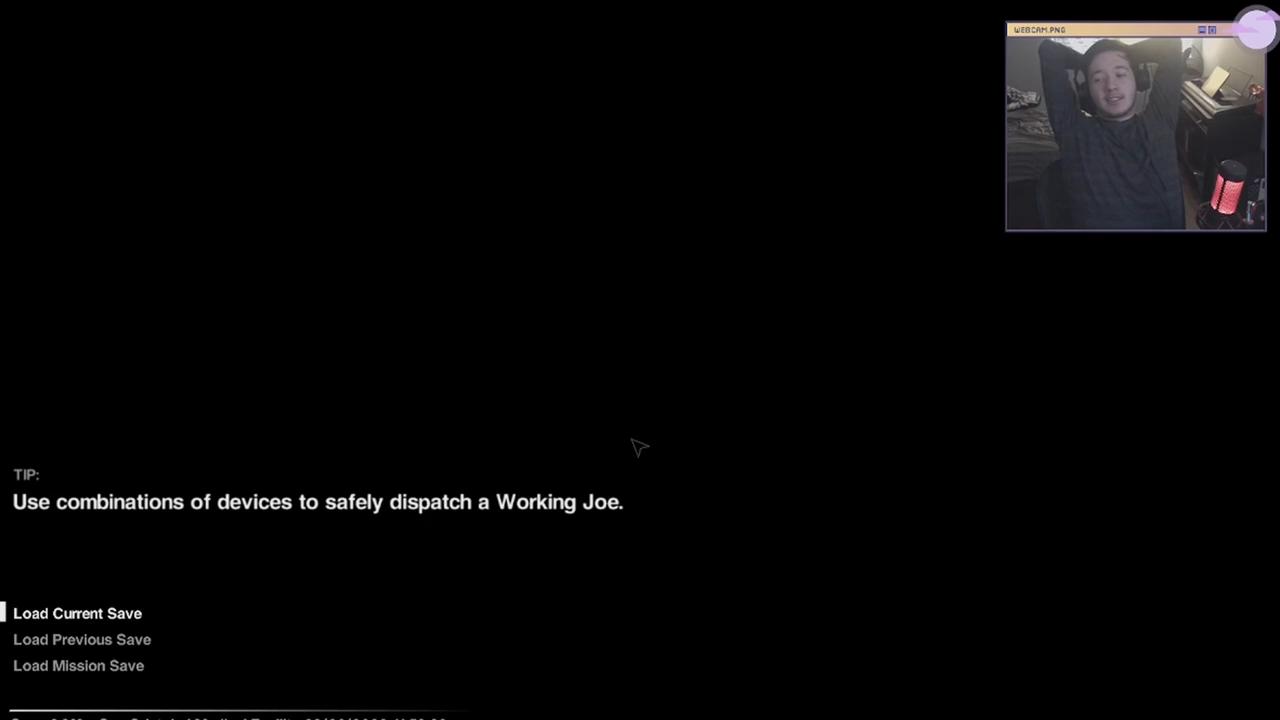 WEBCAM.PNG
TIP:
Use combinations of devices to safely dispatch a Working Joe.
Load Current Save
Load Previous Save
Load Mission Save